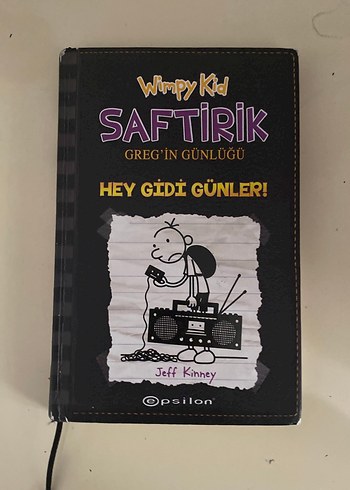 Wimpy Kid
SAFTİRİK
GREG'İN GÜNLÜĞÜ
HEY GİDİ GÜNLER!
Jeff Kinney
epsilon